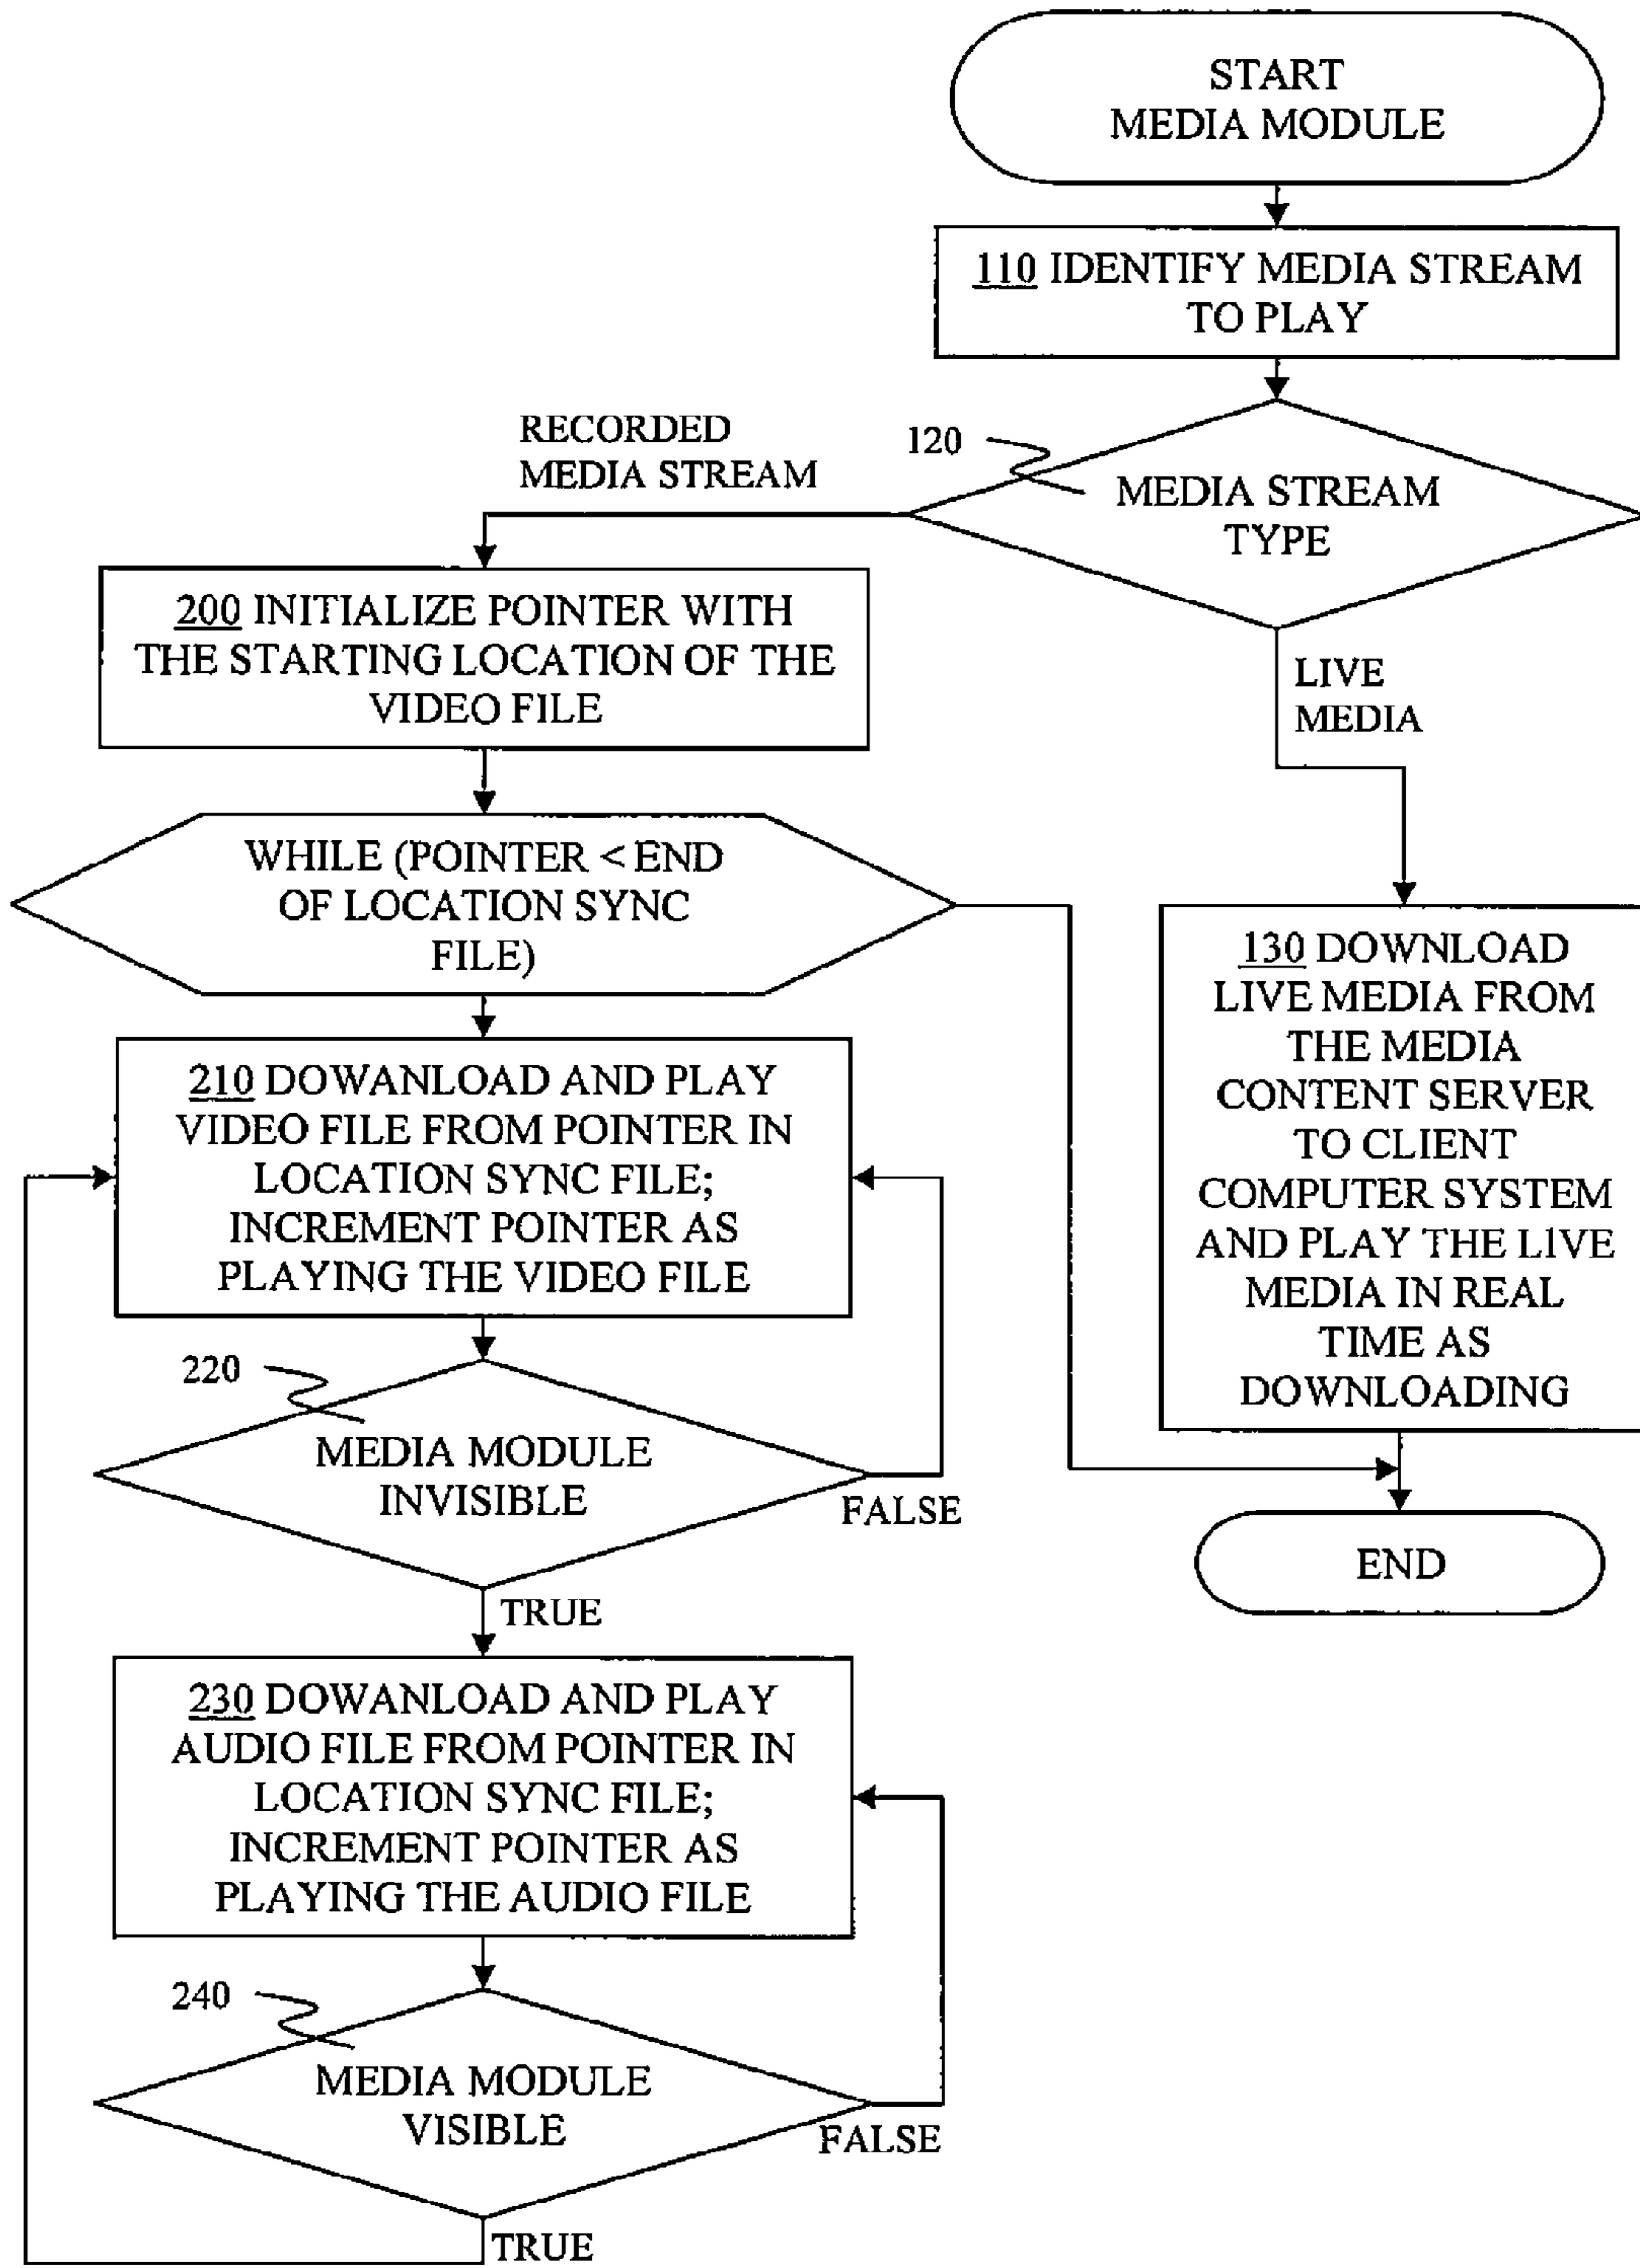 START
MEDIA MODULE
110 IDENTIFY MEDIA STREAM
TO PLAY
120
MEDIA STREAM
TYPE
RECORDED
MEDIA STREAM
LIVE
MEDIA
200 INITIALIZE POINTER WITH
THE STARTING LOCATION OF THE
VIDEO FILE
WHILE (POINTER < END
OF LOCATION SYNC
FILE)
210 DOWANLOAD AND PLAY
VIDEO FILE FROM POINTER IN
LOCATION SYNC FILE;
INCREMENT POINTER AS
PLAYING THE VIDEO FILE
220
MEDIA MODULE
INVISIBLE
FALSE
TRUE
230 DOWANLOAD AND PLAY
AUDIO FILE FROM POINTER IN
LOCATION SYNC FILE;
INCREMENT POINTER AS
PLAYING THE AUDIO FILE
240
MEDIA MODULE
VISIBLE
FALSE
TRUE
130 DOWNLOAD
LIVE MEDIA FROM
THE MEDIA
CONTENT SERVER
TO CLIENT
COMPUTER SYSTEM
AND PLAY THE LIVE
MEDIA IN REAL
TIME AS
DOWNLOADING
END